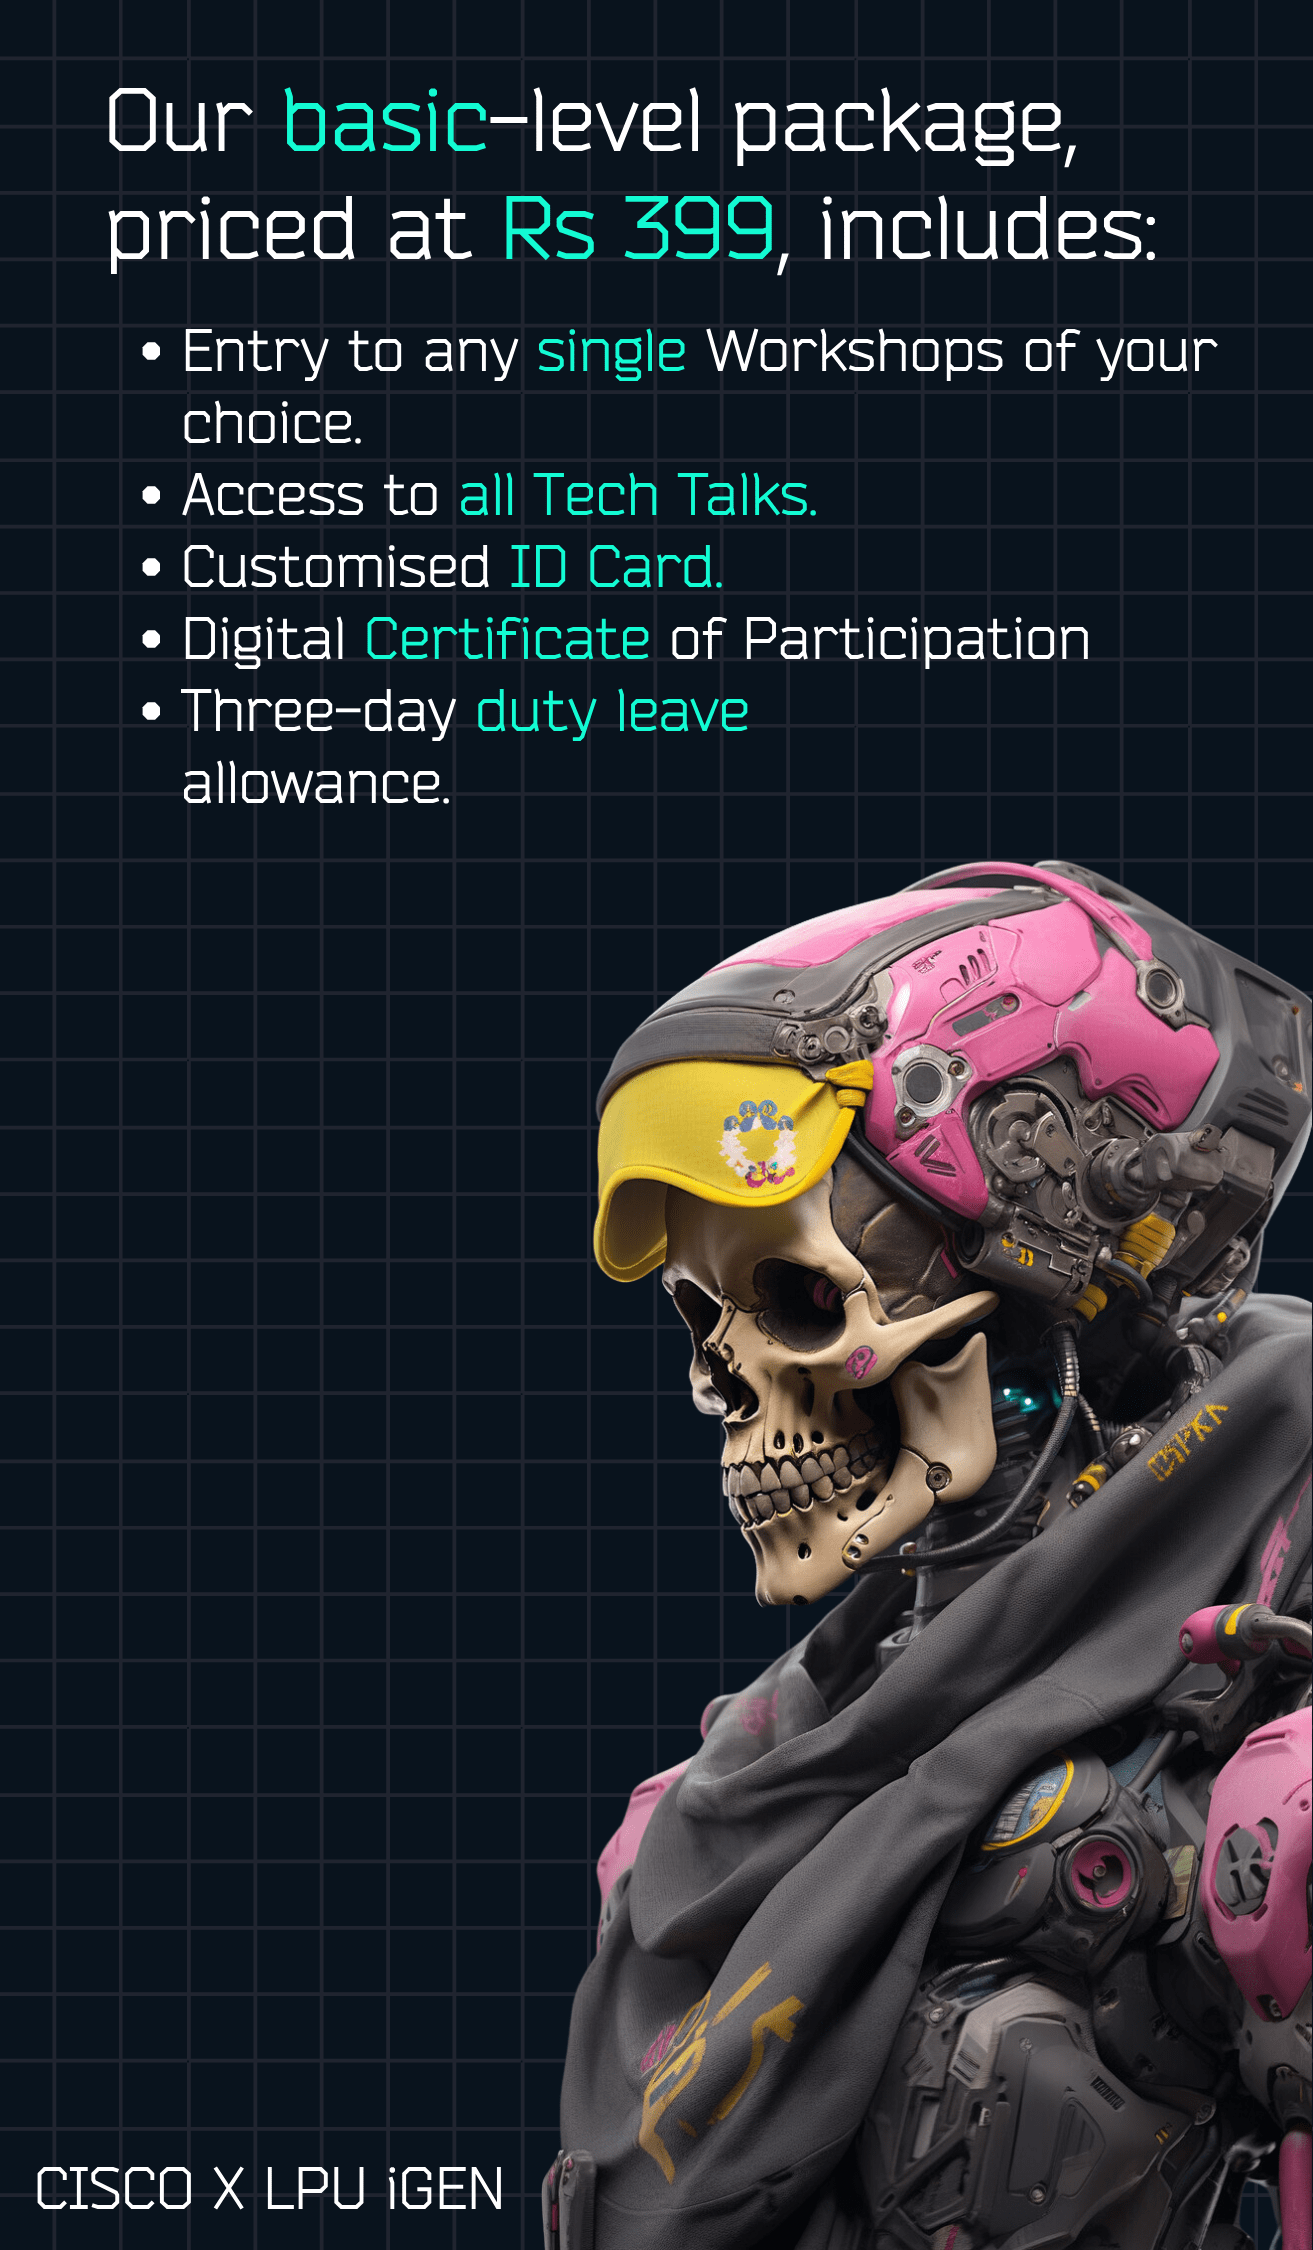 Our basic-level package,
priced at Rs 399, includes:
• Entry to any single Workshops of your
choice.
• Access to all Tech Talks.
• Customised ID Card.
• Digital Certificate of Participation
• Three-day duty leave
allowance.
CISCO X LPU iGEN